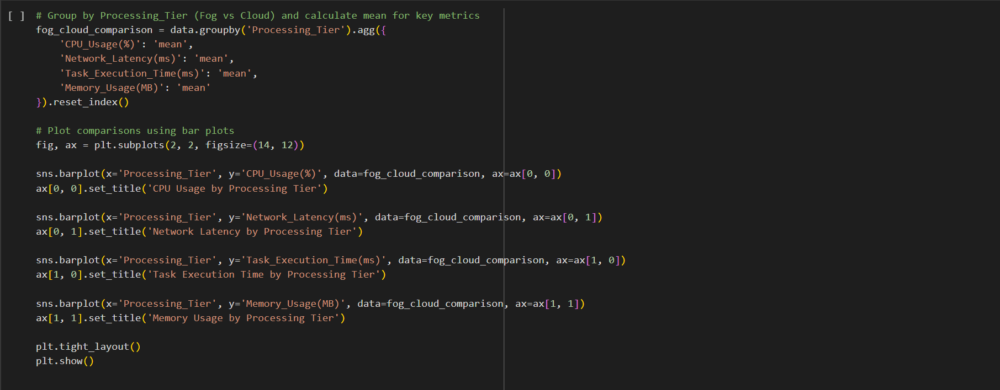 [ ] # Group by Processing_Tier (Fog vs Cloud) and calculate mean for key metrics
fog_cloud_comparison = data.groupby('Processing_Tier').agg({
    'CPU_Usage(%)': 'mean',
    'Network_Latency(ms)': 'mean',
    'Task_Execution_Time(ms)': 'mean',
    'Memory_Usage(MB)': 'mean'
}).reset_index()

# Plot comparisons using bar plots
fig, ax = plt.subplots(2, 2, figsize=(14, 12))

sns.barplot(x='Processing_Tier', y='CPU_Usage(%)', data=fog_cloud_comparison, ax=ax[0, 0])
ax[0, 0].set_title('CPU Usage by Processing Tier')

sns.barplot(x='Processing_Tier', y='Network_Latency(ms)', data=fog_cloud_comparison, ax=ax[0, 1])
ax[0, 1].set_title('Network Latency by Processing Tier')

sns.barplot(x='Processing_Tier', y='Task_Execution_Time(ms)', data=fog_cloud_comparison, ax=ax[1, 0])
ax[1, 0].set_title('Task Execution Time by Processing Tier')

sns.barplot(x='Processing_Tier', y='Memory_Usage(MB)', data=fog_cloud_comparison, ax=ax[1, 1])
ax[1, 1].set_title('Memory Usage by Processing Tier')

plt.tight_layout()
plt.show()